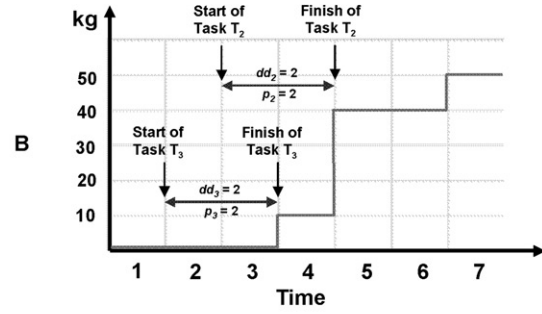 kg
Start of
Task T₂
Finish of
Task T₂
dd₂ = 2
p₂ = 2
50
40
B
30
Start of
Task T₃
Finish of
Task T₃
20
dd₃ = 2
p₃ = 2
10
1 2 3 4 5 6 7
Time